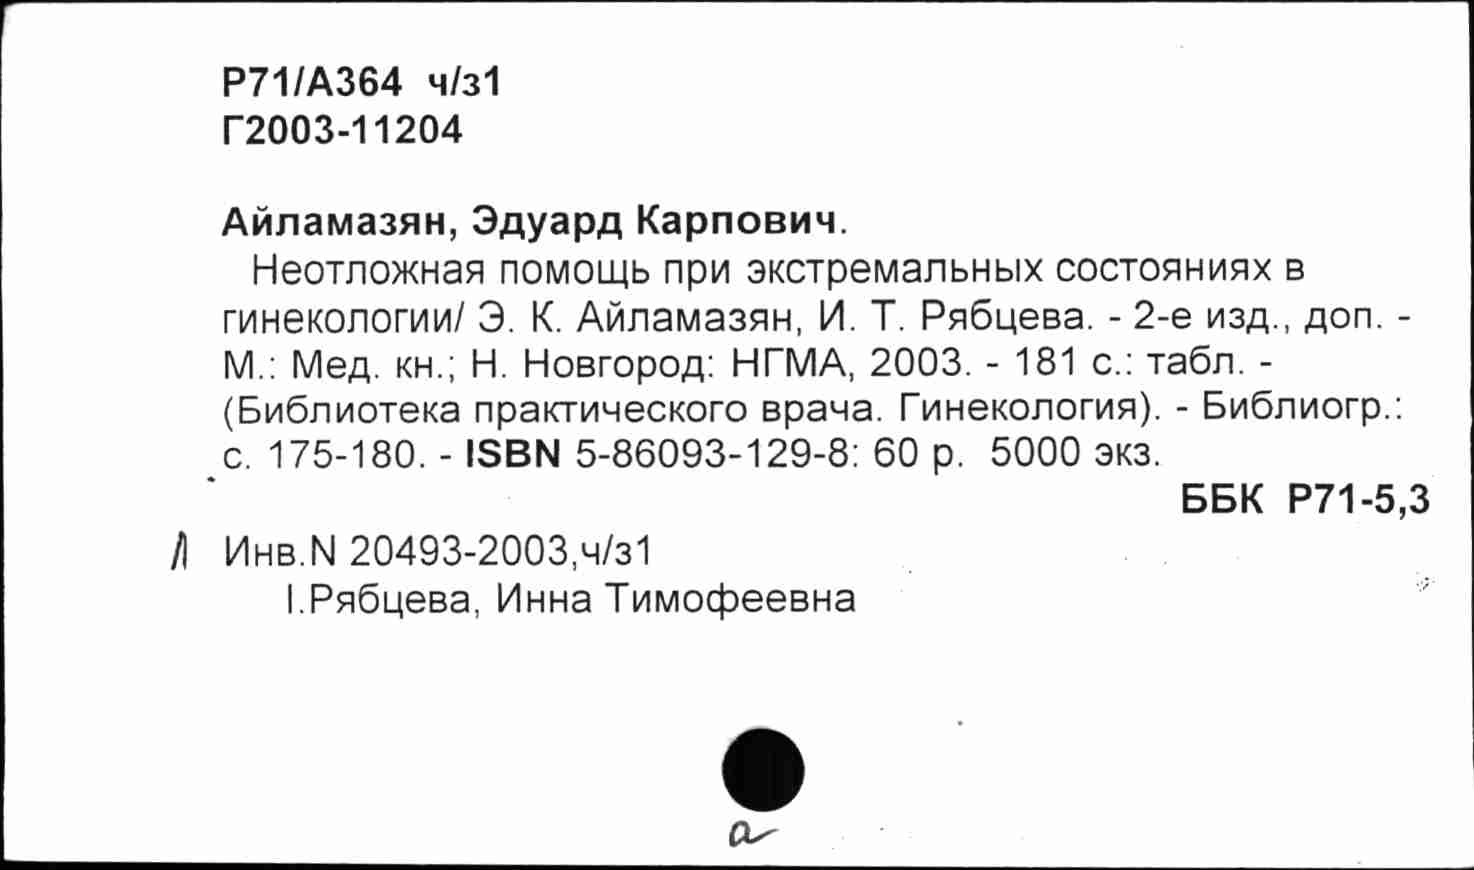 Р71/А364 ч/з1
Г2003-11204
Айламазян, Эдуард Карпович.
Неотложная помощь при экстремальных состояниях в
гинекологии/ Э. К. Айламазян, И. Т. Рябцева. - 2-е изд., доп. -
М.: Мед. кн.; Н. Новгород: НГМА, 2003. - 181 с.: табл. -
(Библиотека практического врача. Гинекология). - Библиогр.:
с. 175-180. - ISBN 5-86093-129-8: 60 р. 5000 экз.
ББК Р71-5,3
Инв.N 20493-2003,ч/з1
I.Рябцева, Инна Тимофеевна
а